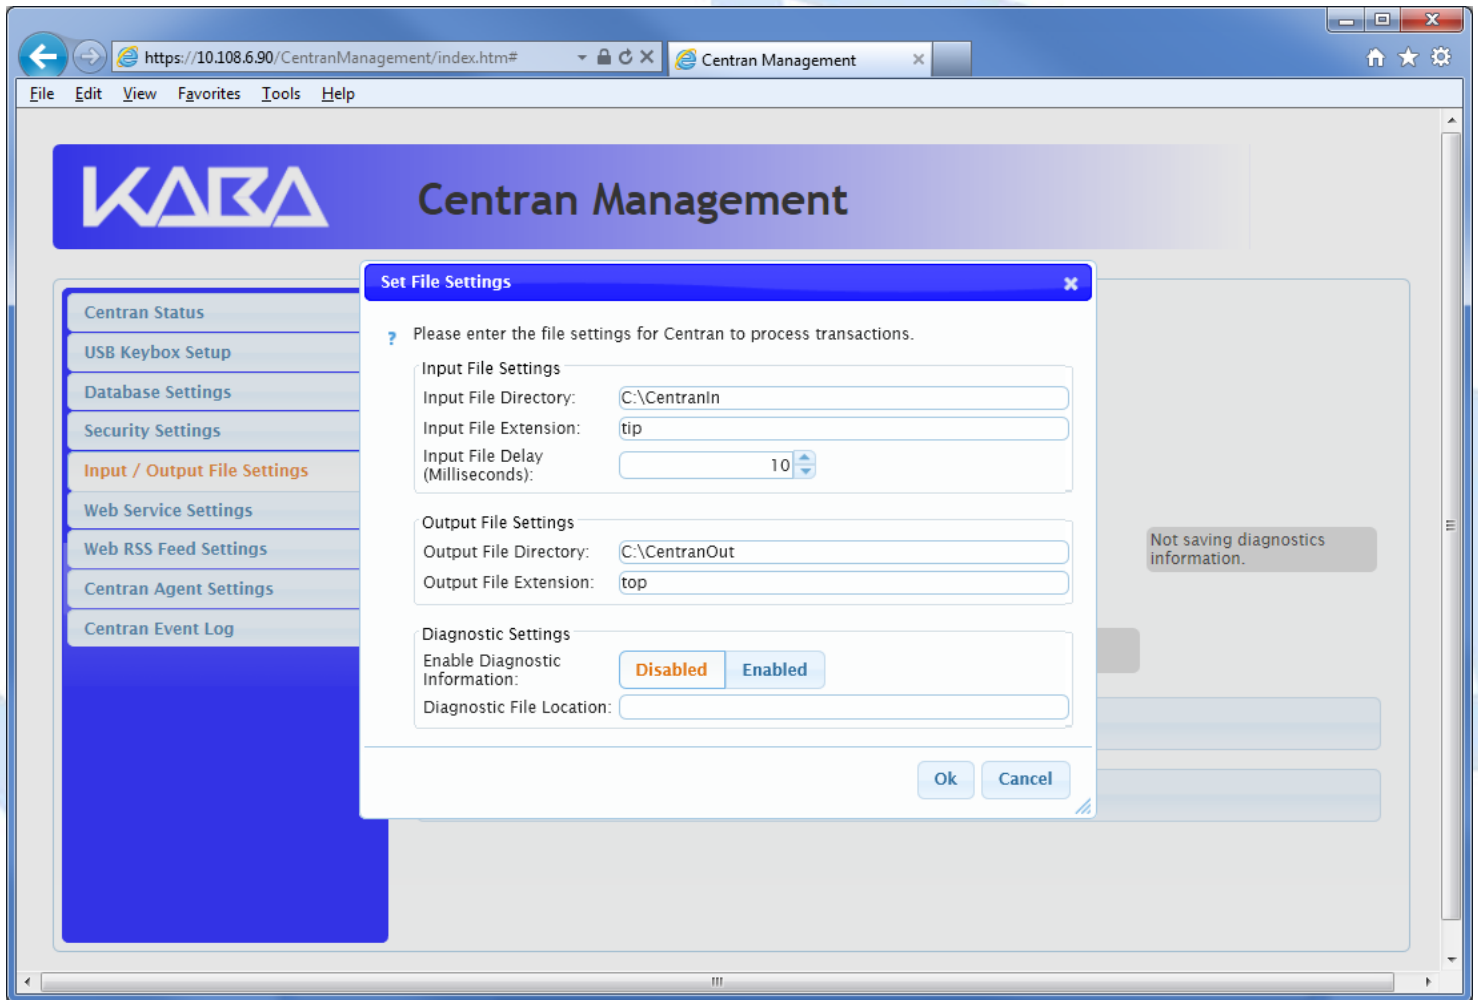 https://10.108.6.90/CentranManagement/index.htm#
Centran Management
File Edit View Favorites Tools Help
KABA
Centran Management
Centran Status
USB Keybox Setup
Database Settings
Security Settings
Input / Output File Settings
Web Service Settings
Web RSS Feed Settings
Centran Agent Settings
Centran Event Log
Set File Settings
Please enter the file settings for Centran to process transactions.
Input File Settings
Input File Directory: C:\CentranIn
Input File Extension: tip
Input File Delay
(Milliseconds): 10
Output File Settings
Output File Directory: C:\CentranOut
Output File Extension: top
Diagnostic Settings
Enable Diagnostic
Information: Disabled Enabled
Diagnostic File Location:
Ok Cancel
Not saving diagnostics
information.